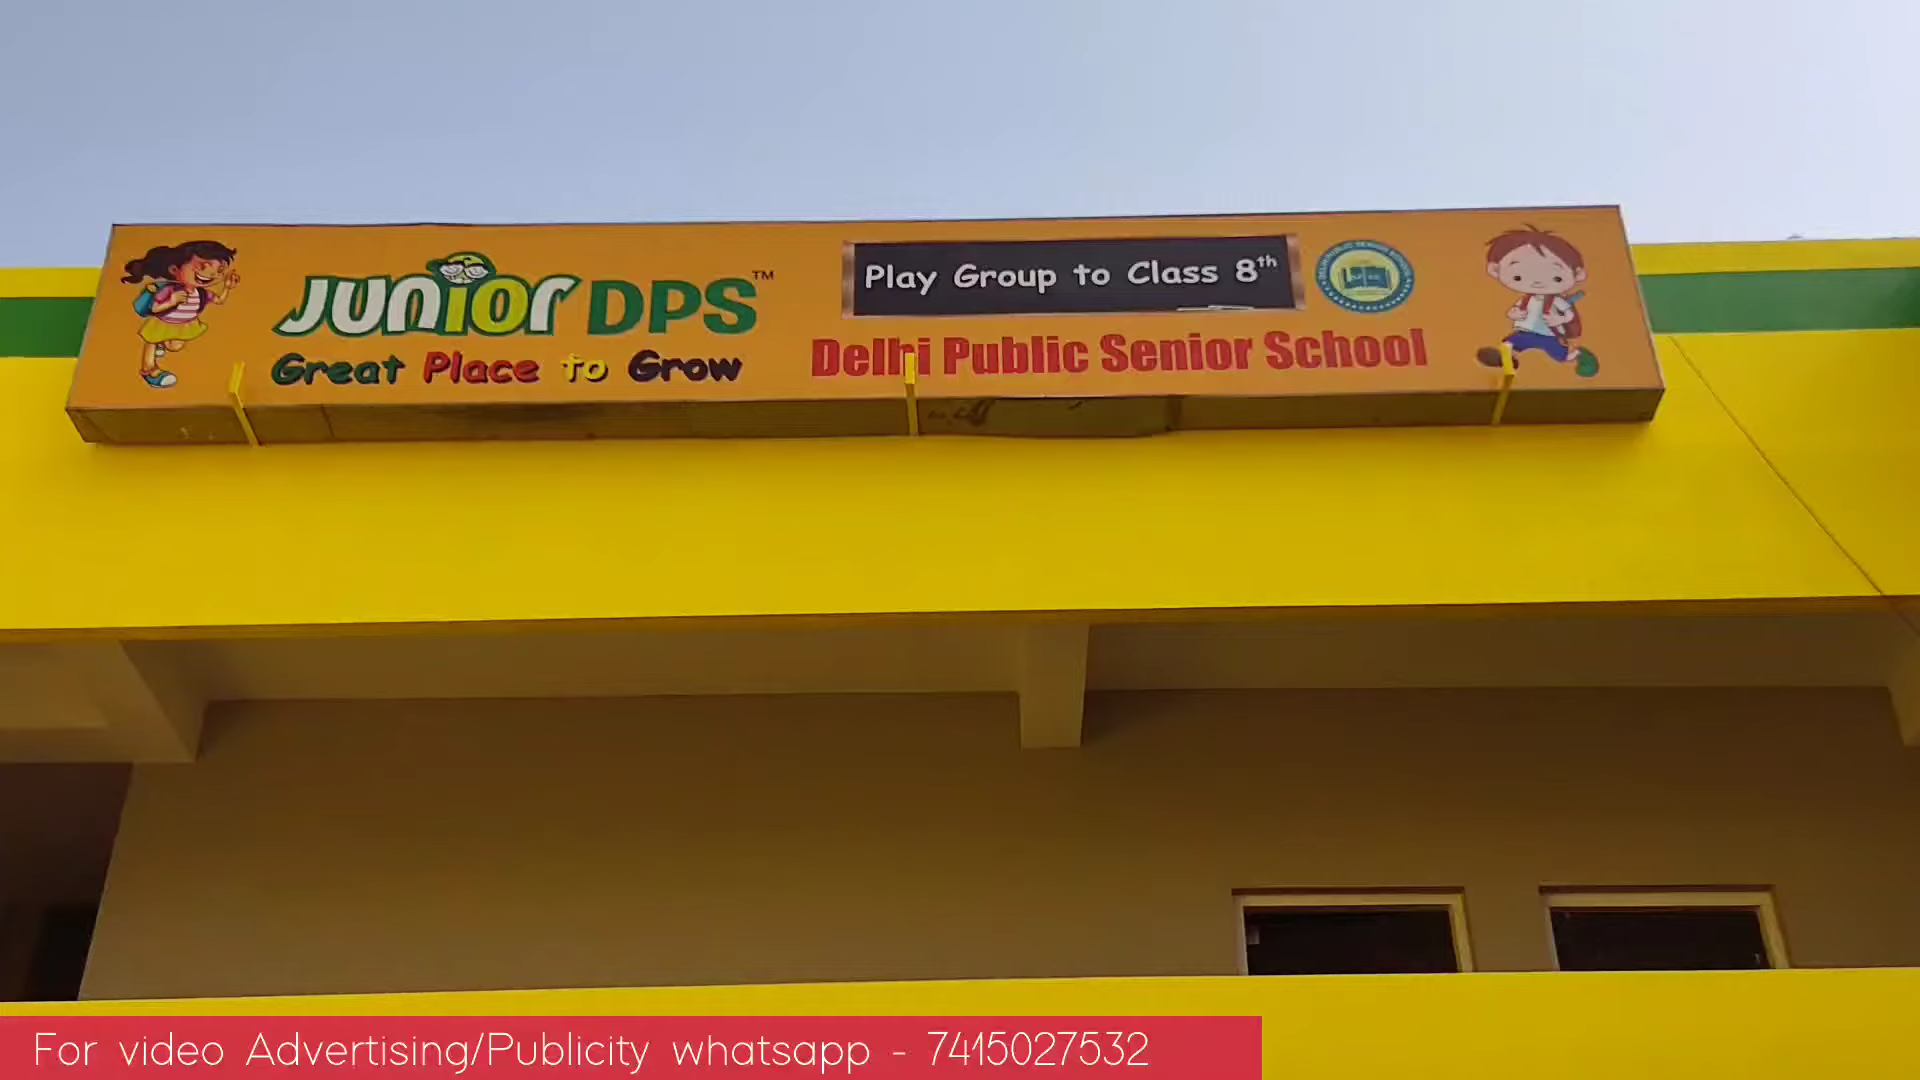 JUNIOR DPS™
Great Place to Grow
Play Group to Class 8th
Delhi Public Senior School
For video Advertising/Publicity whatsapp - 7415027532